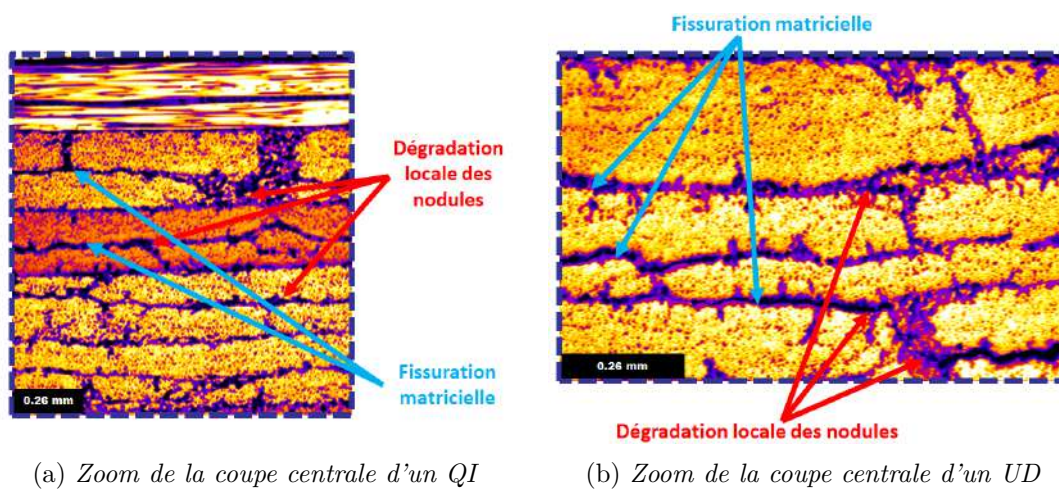 Fissuration matricielle
Dégradation
locale des
nodules
Fissuration
matricielle
0.26 mm
0.26 mm
Dégradation locale des nodules
(a) Zoom de la coupe centrale d'un QI
(b) Zoom de la coupe centrale d'un UD